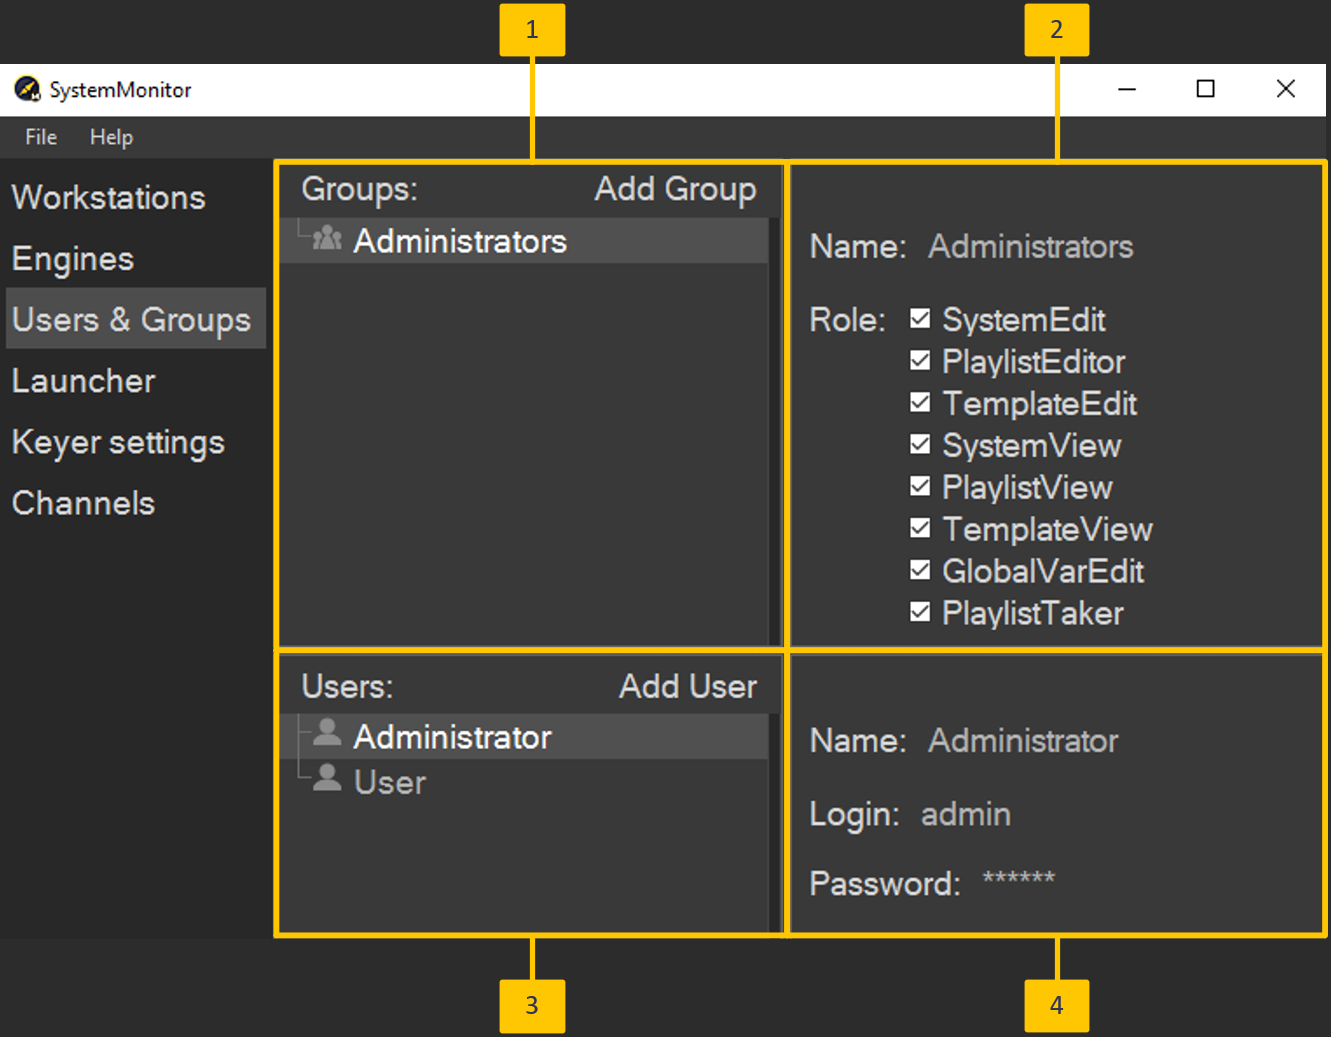 1
2
SystemMonitor
File Help
Workstations
Engines
Users & Groups
Launcher
Keyer settings
Channels
Groups: Add Group
Administrators
Name: Administrators
Role: SystemEdit
PlaylistEditor
TemplateEdit
SystemView
PlaylistView
TemplateView
GlobalVarEdit
PlaylistTaker
Users: Add User
Administrator
User
Name: Administrator
Login: admin
Password: ******
3
4